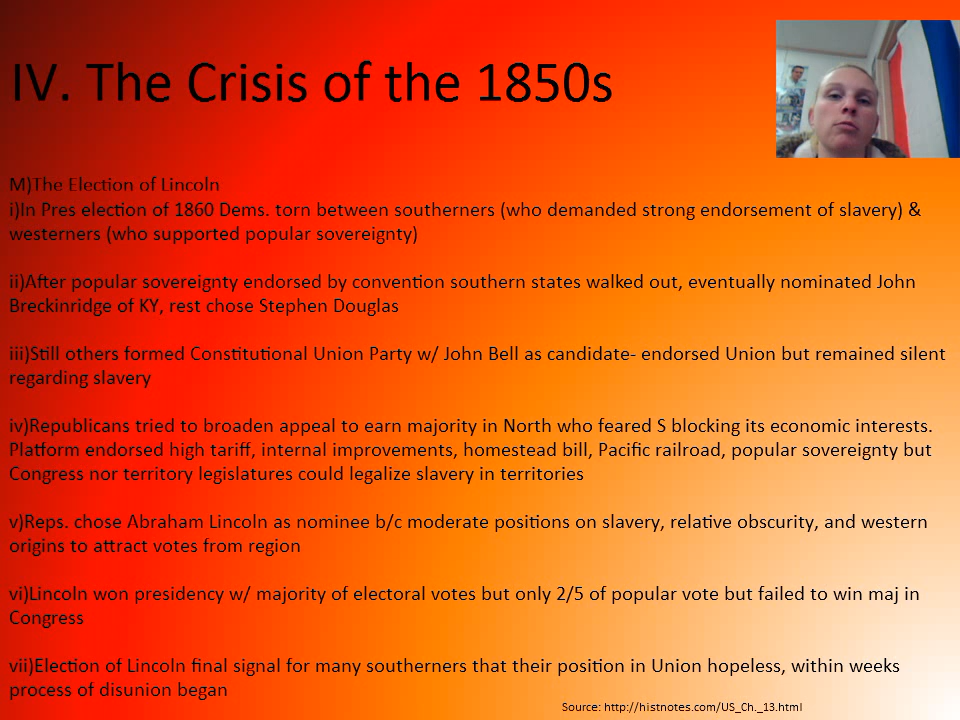 IV. The Crisis of the 1850s
M)The Election of Lincoln
i)In Pres election of 1860 Dems. torn between southerners (who demanded strong endorsement of slavery) &
westerners (who supported popular sovereignty)
ii)After popular sovereignty endorsed by convention southern states walked out, eventually nominated John
Breckinridge of KY, rest chose Stephen Douglas
iii)Still others formed Constitutional Union Party w/ John Bell as candidate- endorsed Union but remained silent
regarding slavery
iv)Republicans tried to broaden appeal to earn majority in North who feared S blocking its economic interests.
Platform endorsed high tariff, internal improvements, homestead bill, Pacific railroad, popular sovereignty but
Congress nor territory legislatures could legalize slavery in territories
v)Reps. chose Abraham Lincoln as nominee b/c moderate positions on slavery, relative obscurity, and western
origins to attract votes from region
vi)Lincoln won presidency w/ majority of electoral votes but only 2/5 of popular vote but failed to win maj in
Congress
vii)Election of Lincoln final signal for many southerners that their position in Union hopeless, within weeks
process of disunion began
Source: http://histnotes.com/US_Ch._13.html